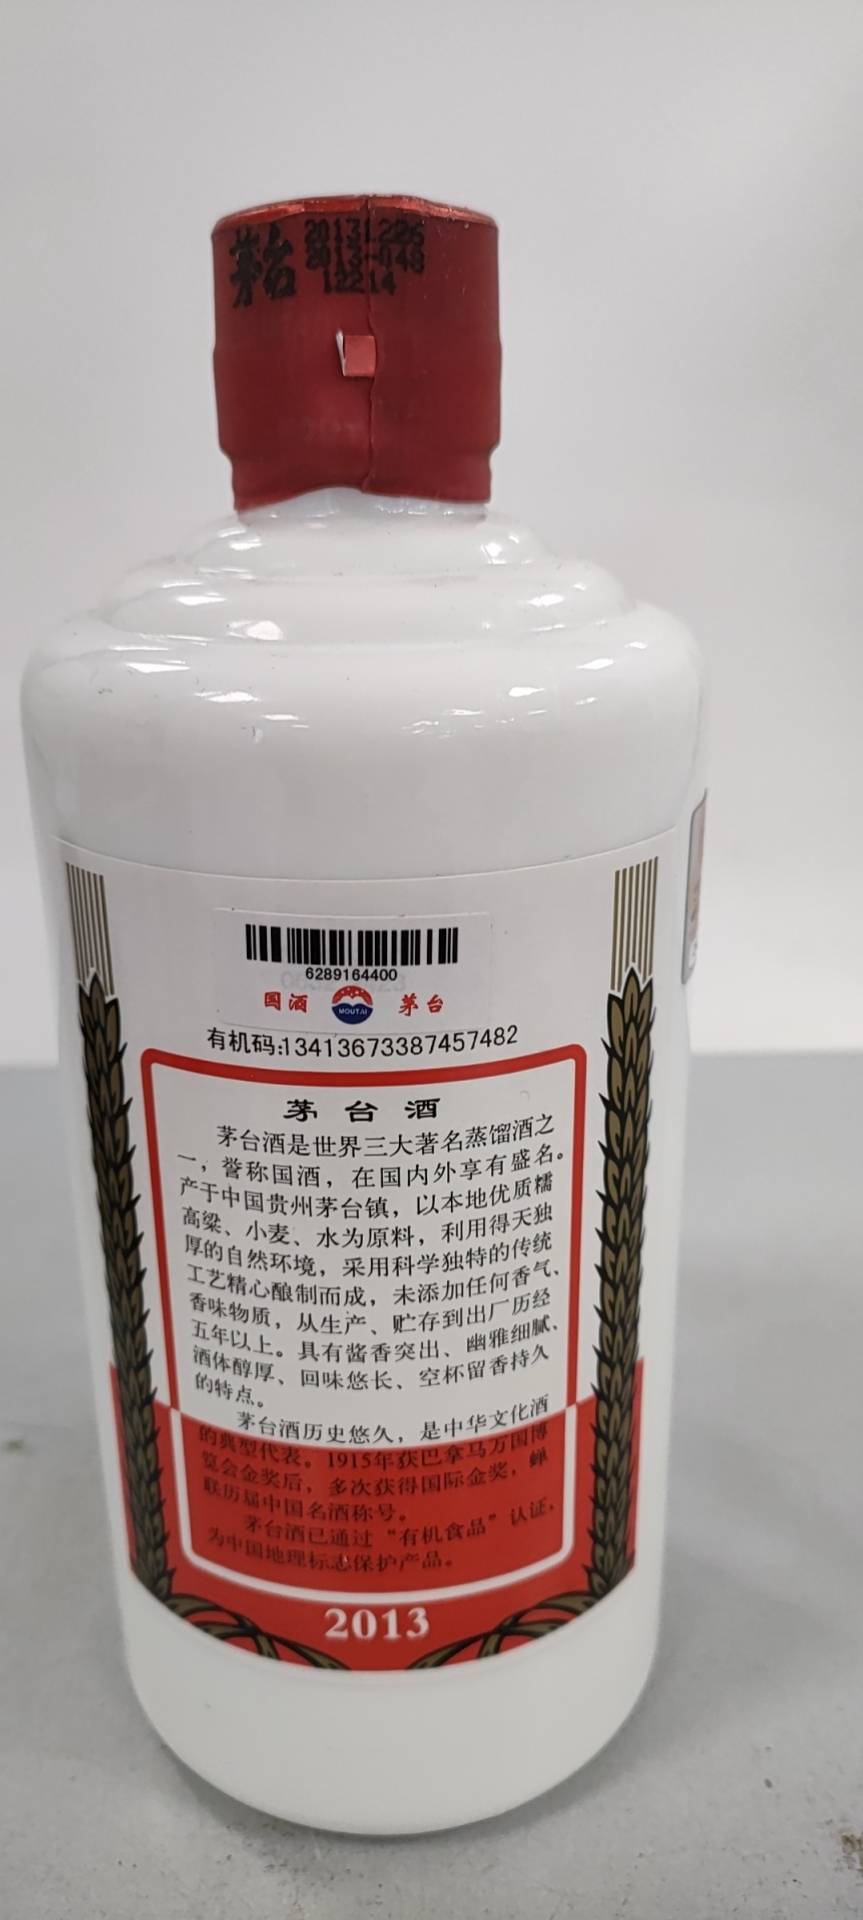 茅台
20131226
2013-048
12214
6289164400
国酒
MOUTAI
茅台
有机码:13413673387457482
茅台酒
茅台酒是世界三大著名蒸馏酒之
一，誉称国酒，在国内外享有盛名。
产于中国贵州茅台镇，以本地优质糯
高粱、小麦、水为原料，利用得天独
厚的自然环境，采用科学独特的传统
工艺精心酿制而成，未添加任何香气、
香味物质，从生产、贮存到出厂历经
五年以上。具有酱香突出、幽雅细腻、
酒体醇厚、回味悠长、空杯留香持久
的特点。
茅台酒历史悠久，是中华文化酒
的典型代表。1915年获巴拿马万国博
览会金奖后，多次获得国际金奖，蝉
联历届中国名酒称号。
茅台酒已通过“有机食品”认证，
为中国地理标志保护产品。
2013